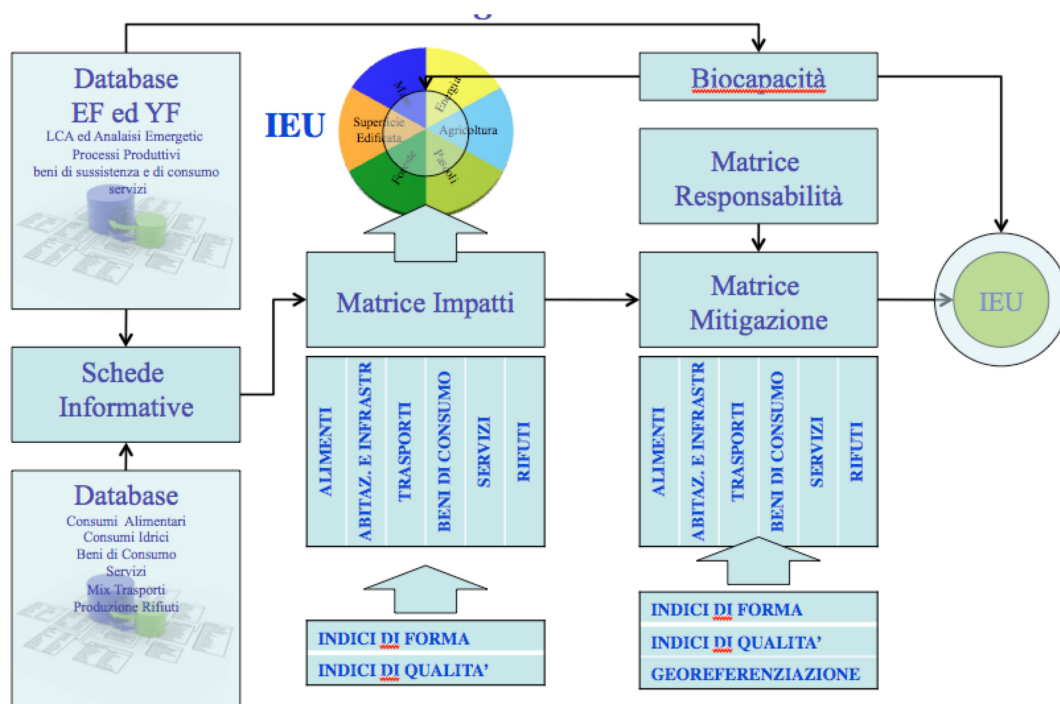 Database
EF ed YF
LCA ed Analaisi Emergetic
Processi Produttivi
beni di sussistenza e di consumo
servizi
Schede
Informative
Database
Consumi Alimentari
Consumi Idrici
Beni di Consumo
Servizi
Mix Trasporti
Produzione Rifiuti
IEU
Energia
Superficie
Edificata
Agricoltura
Foreste
Pascoli
Matrice Impatti
ALIMENTI
ABITAZ. E INFRASTR
TRASPORTI
BENI DI CONSUMO
SERVIZI
RIFUTI
INDICI DI FORMA
INDICI DI QUALITA’
Biocapacità
Matrice
Responsabilità
Matrice
Mitigazione
ALIMENTI
ABITAZ. E INFRASTR
TRASPORTI
BENI DI CONSUMO
SERVIZI
RIFUTI
INDICI DI FORMA
INDICI DI QUALITA’
GEOREFERENZIAZIONE
IEU